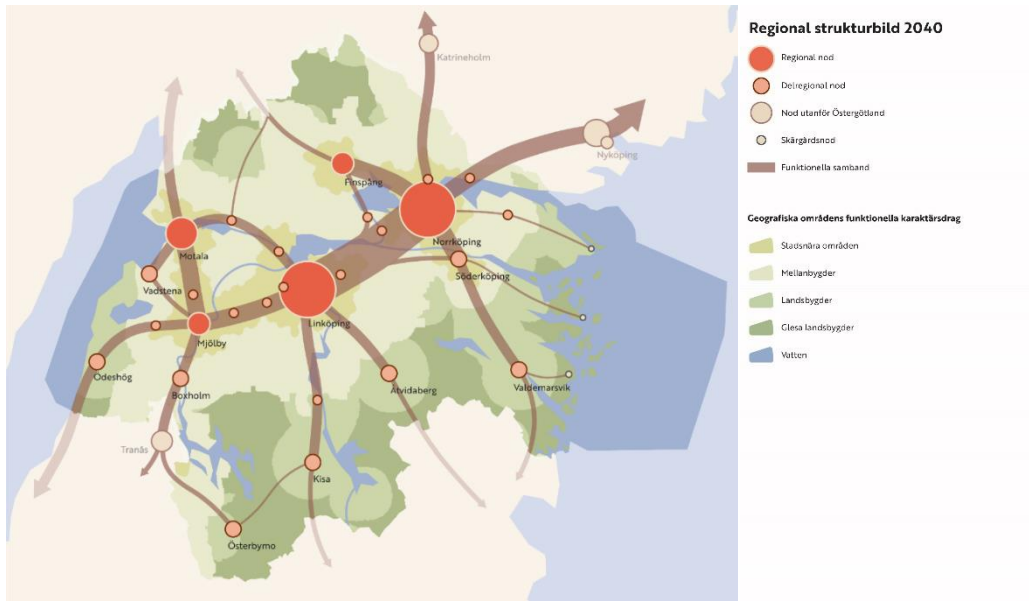 Regional strukturbild 2040
Regional nod
Delregional nod
Nod utanför Östergötland
Skärgårdsnod
Funktionella samband
Geografiska områdens funktionella karaktärsdrag
Stadsnära områden
Mellanbygder
Landsbygder
Glesa landsbygder
Vatten
Katrineholm
Nyköping
Finspång
Norrköping
Motala
Söderköping
Vadstena
Linköping
Mjölby
Ödeshög
Boxholm
Åtvidaberg
Valdemarsvik
Tranås
Kisa
Österbymo